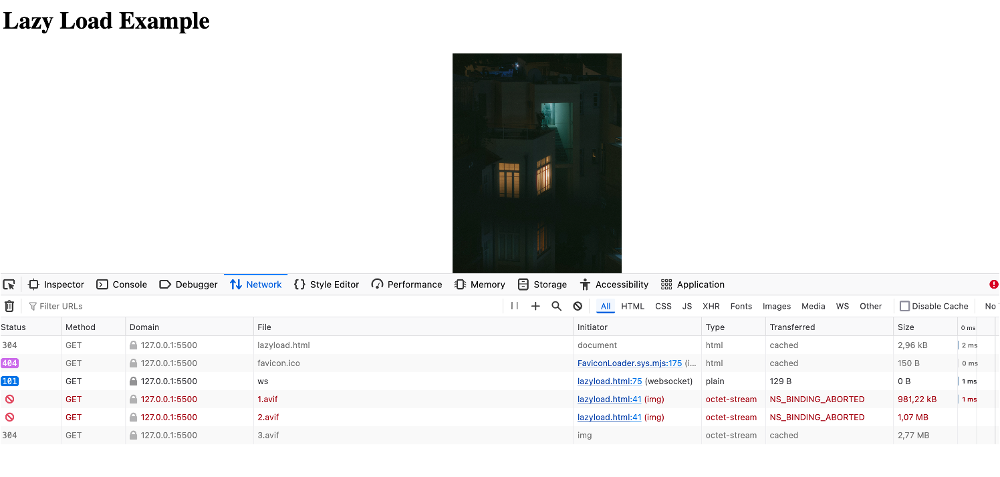 Lazy Load Example
Inspector Console Debugger Network Style Editor Performance Memory Storage Accessibility Application
Filter URLs All HTML CSS JS XHR Fonts Images Media WS Other Disable Cache No
Status Method Domain File Initiator Type Transferred Size 0 ms
304 GET 127.0.0.1:5500 lazyload.html document html cached 2,96 kB 2 ms
404 GET 127.0.0.1:5500 favicon.ico FaviconLoader.sys.mjs:175 (i... html cached 150 B 0 ms
101 GET 127.0.0.1:5500 ws lazyload.html:75 (websocket) plain 129 B 0 B 1 ms
GET 127.0.0.1:5500 1.avif lazyload.html:41 (img) octet-stream NS_BINDING_ABORTED 981,22 kB 1 ms
GET 127.0.0.1:5500 2.avif lazyload.html:41 (img) octet-stream NS_BINDING_ABORTED 1,07 MB
304 GET 127.0.0.1:5500 3.avif img octet-stream cached 2,77 MB